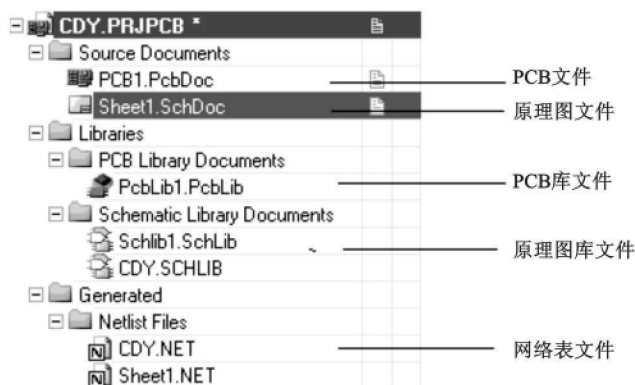 CDY.PRJPCB *
Source Documents
PCB1.PcbDoc
PCB文件
Sheet1.SchDoc
原理图文件
Libraries
PCB Library Documents
PcbLib1.PcbLib
PCB库文件
Schematic Library Documents
Schlib1.SchLib
原理图库文件
CDY.SCHLIB
Generated
Netlist Files
CDY.NET
网络表文件
Sheet1.NET